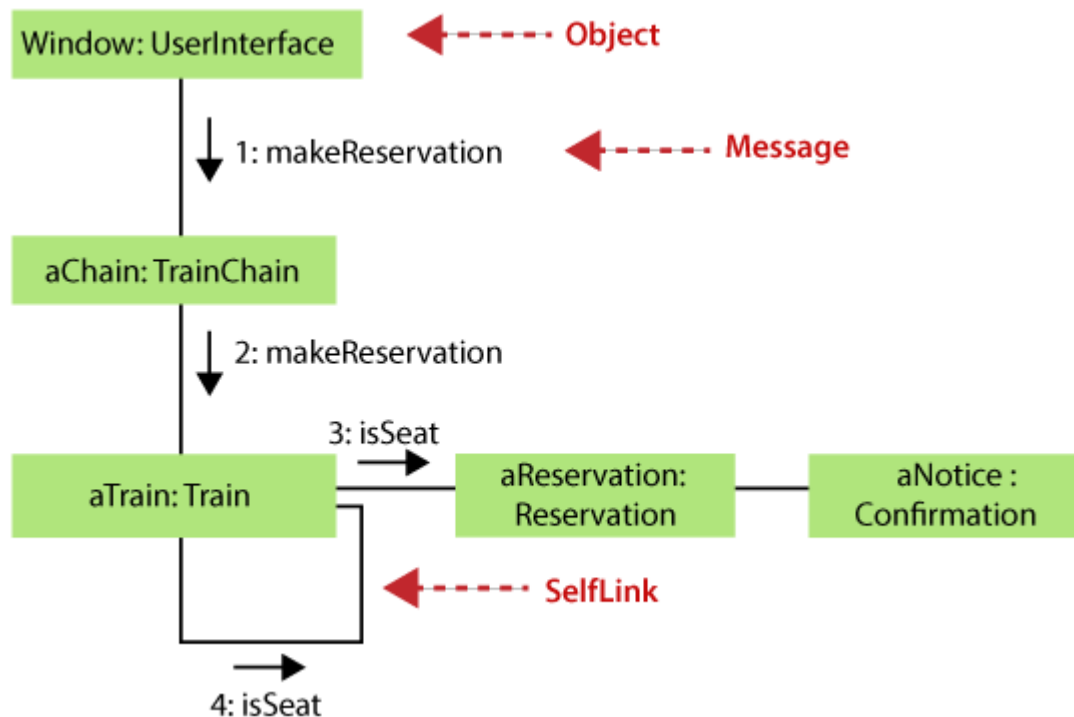 Window: UserInterface
Object
1: makeReservation
Message
aChain: TrainChain
2: makeReservation
3: isSeat
aTrain: Train
aReservation:
Reservation
aNotice :
Confirmation
SelfLink
4: isSeat